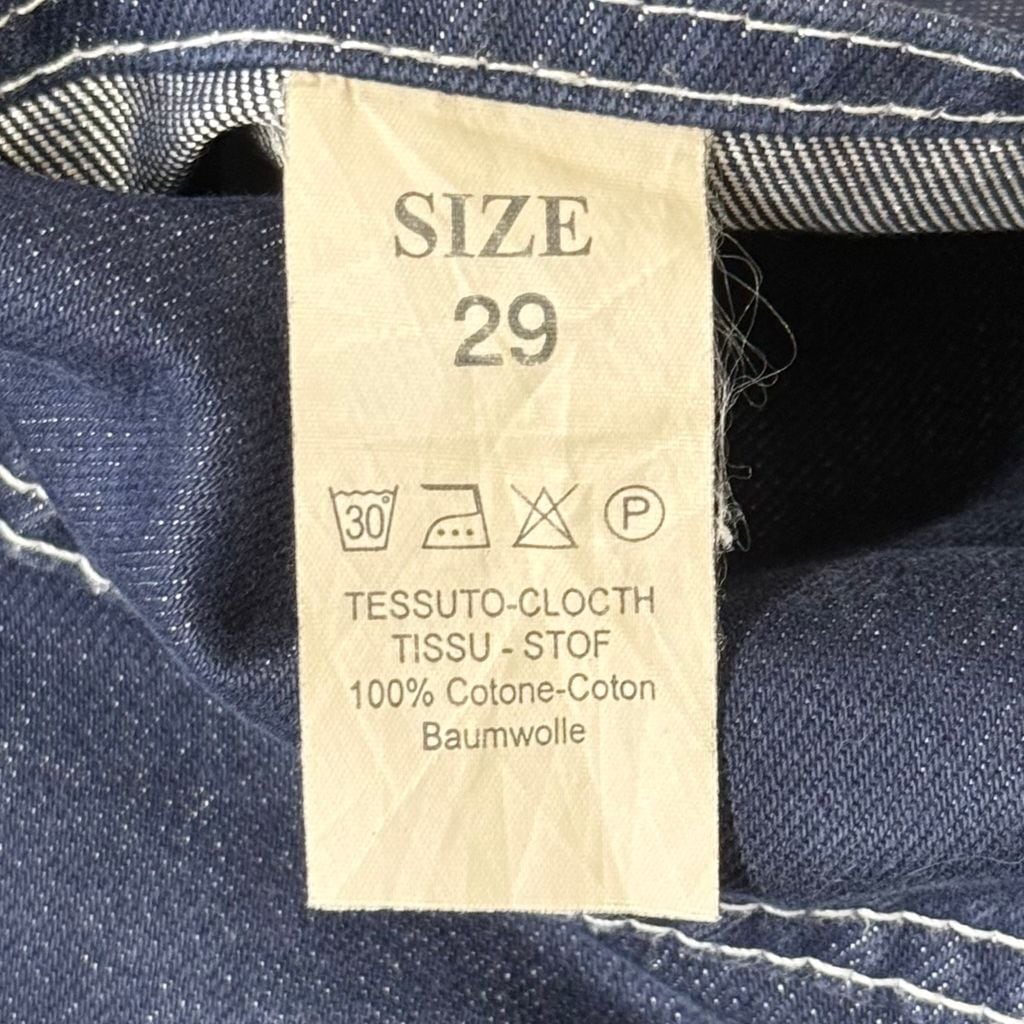 SIZE
29
30°
P
TESSUTO-CLOCTH
TISSU - STOF
100% Cotone-Coton
Baumwolle